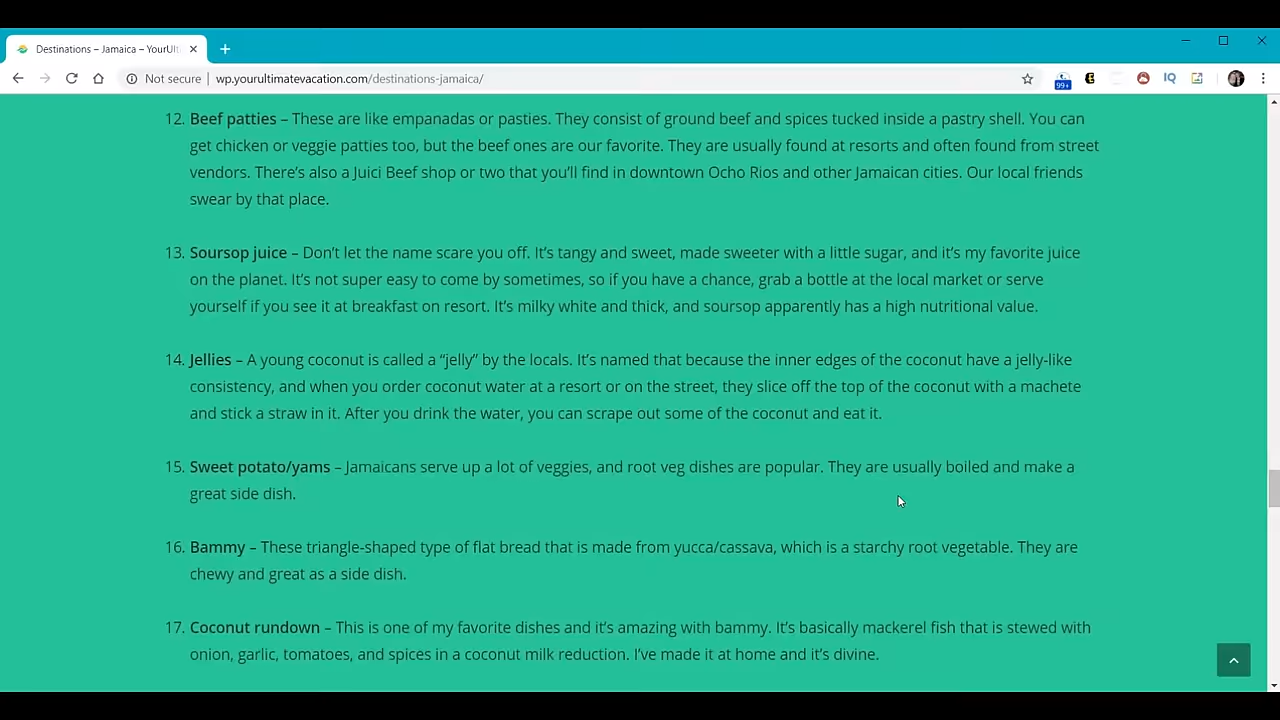 Destinations – Jamaica – YourUlti
Not secure
wp.yourultimatevacation.com/destinations-jamaica/
99+
IQ
12. Beef patties – These are like empanadas or pasties. They consist of ground beef and spices tucked inside a pastry shell. You can
get chicken or veggie patties too, but the beef ones are our favorite. They are usually found at resorts and often found from street
vendors. There's also a Juici Beef shop or two that you'll find in downtown Ocho Rios and other Jamaican cities. Our local friends
swear by that place.
13. Soursop juice – Don't let the name scare you off. It's tangy and sweet, made sweeter with a little sugar, and it's my favorite juice
on the planet. It's not super easy to come by sometimes, so if you have a chance, grab a bottle at the local market or serve
yourself if you see it at breakfast on resort. It's milky white and thick, and soursop apparently has a high nutritional value.
14. Jellies – A young coconut is called a “jelly” by the locals. It's named that because the inner edges of the coconut have a jelly-like
consistency, and when you order coconut water at a resort or on the street, they slice off the top of the coconut with a machete
and stick a straw in it. After you drink the water, you can scrape out some of the coconut and eat it.
15. Sweet potato/yams – Jamaicans serve up a lot of veggies, and root veg dishes are popular. They are usually boiled and make a
great side dish.
16. Bammy – These triangle-shaped type of flat bread that is made from yucca/cassava, which is a starchy root vegetable. They are
chewy and great as a side dish.
17. Coconut rundown – This is one of my favorite dishes and it's amazing with bammy. It's basically mackerel fish that is stewed with
onion, garlic, tomatoes, and spices in a coconut milk reduction. I've made it at home and it's divine.